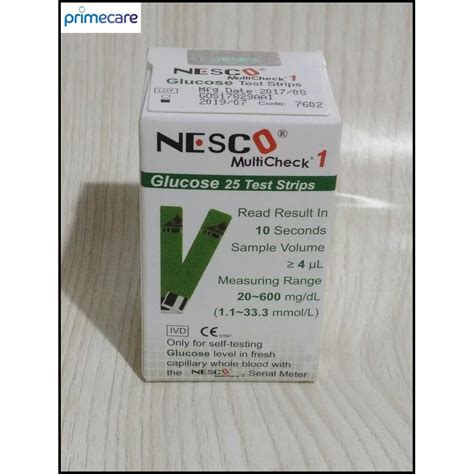 primecare
NESCO
MultiCheck® 1
Glucose Test Strips
Mfg. Date: 2017/08
LOT G0S17829AA1
2019/07 Code: 7602
NESCO®
MultiCheck® 1
Glucose 25 Test Strips
Read Result In
10 Seconds
Sample Volume
≥ 4 µL
Measuring Range
20~600 mg/dL
(1.1~33.3 mmol/L)
IVD CE 0197
Only for self-testing
Glucose level in fresh
capillary whole blood with
the NESCO MultiCheck Serial Meter